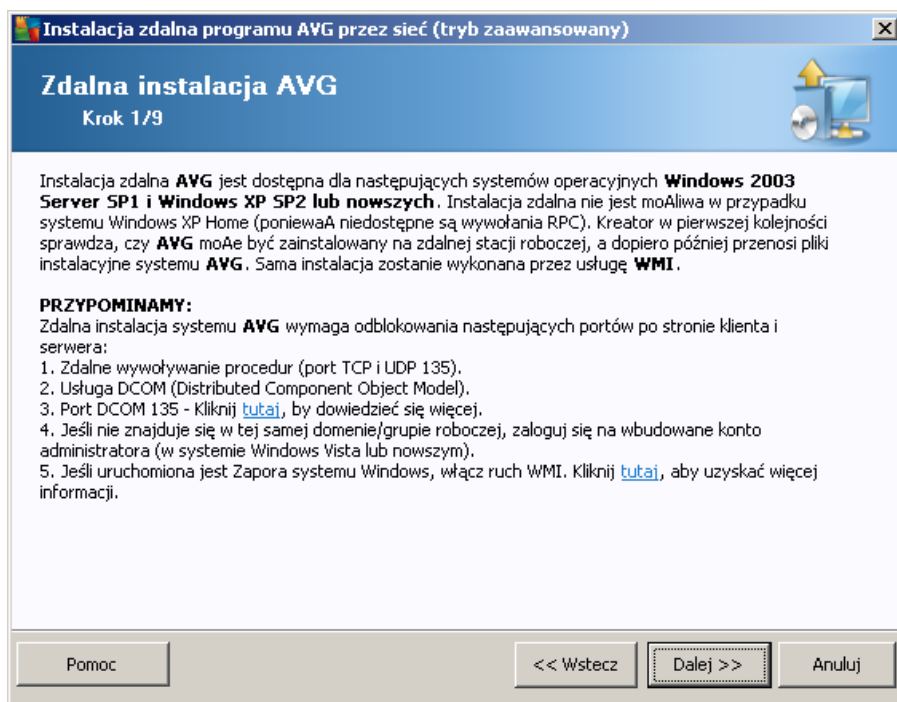 Instalacja zdalna programu AVG przez sieć (tryb zaawansowany)
Zdalna instalacja AVG
Krok 1/9
Instalacja zdalna AVG jest dostępna dla następujących systemów operacyjnych Windows 2003
Server SP1 i Windows XP SP2 lub nowszych. Instalacja zdalna nie jest moAliwa w przypadku
systemu Windows XP Home (poniewaA niedostępne są wywołania RPC). Kreator w pierwszej kolejności
sprawdza, czy AVG moAe być zainstalowany na zdalnej stacji roboczej, a dopiero później przenosi pliki
instalacyjne systemu AVG. Sama instalacja zostanie wykonana przez usługę WMI.
PRZYPOMINAMY:
Zdalna instalacja systemu AVG wymaga odblokowania następujących portów po stronie klienta i
serwera:
1. Zdalne wywoływanie procedur (port TCP i UDP 135).
2. Usługa DCOM (Distributed Component Object Model).
3. Port DCOM 135 - Kliknij tutaj, by dowiedzieć się więcej.
4. Jeśli nie znajduje się w tej samej domenie/grupie roboczej, zaloguj się na wbudowane konto
administratora (w systemie Windows Vista lub nowszym).
5. Jeśli uruchomiona jest Zapora systemu Windows, włącz ruch WMI. Kliknij tutaj, aby uzyskać więcej
informacji.
Pomoc
<< Wstecz
Dalej >>
Anuluj